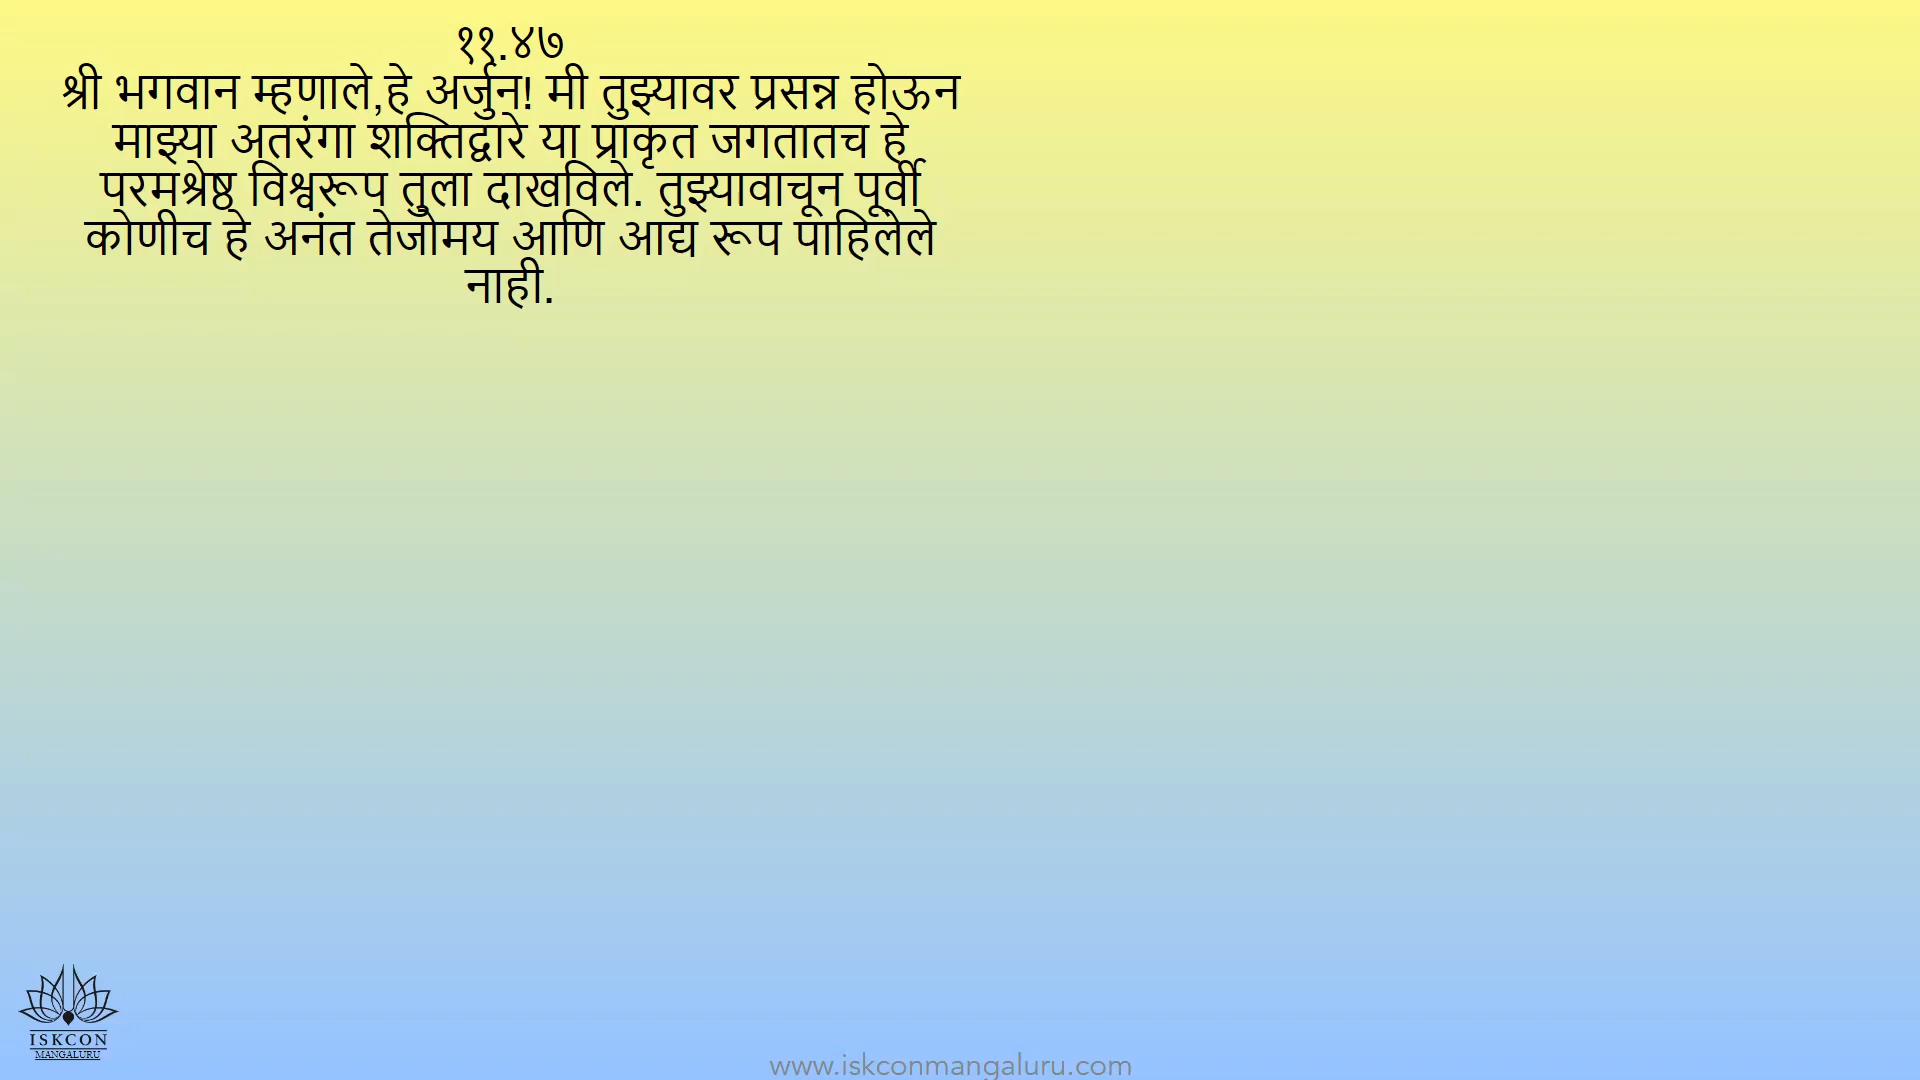 ११.४७
श्री भगवान म्हणाले,हे अर्जुन! मी तुझ्यावर प्रसन्न होऊन
माझ्या अतरंगा शक्तिद्वारे या प्राकृत जगतातच हे
परमश्रेष्ठ विश्वरूप तुला दाखविले. तुझ्यावाचून पूर्वी
कोणीच हे अनंत तेजोमय आणि आद्य रूप पाहिलेले
नाही.
ISKCON
MANGALURU
www.iskconmangaluru.com